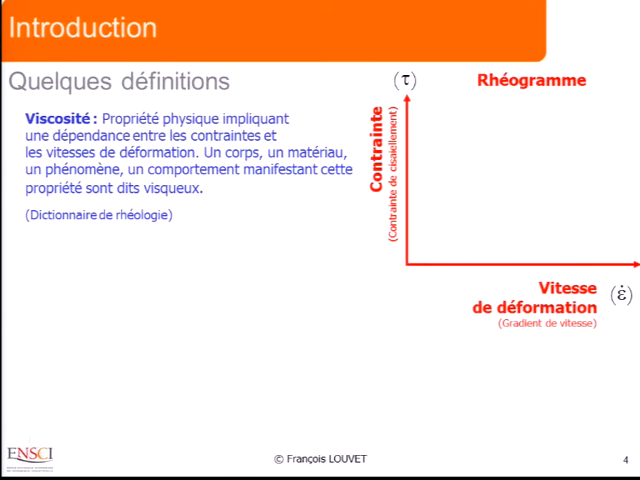 Introduction
Quelques définitions
Viscosité : Propriété physique impliquant
une dépendance entre les contraintes et
les vitesses de déformation. Un corps, un matériau,
un phénomène, un comportement manifestant cette
propriété sont dits visqueux.
(Dictionnaire de rhéologie)
(τ)
Rhéogramme
Contrainte
(Contrainte de cisaiellement)
Vitesse
de déformation
(ε̇)
(Gradient de vitesse)
ENSCI
© François LOUVET
4